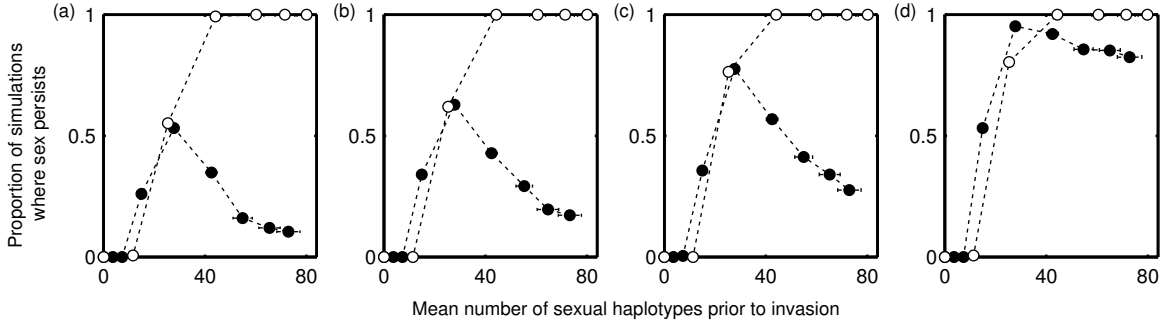 (a) (b) (c) (d)
1 1 1 1
Proportion of simulations
where sex persists
0.5 0.5 0.5 0.5
0 0 0 0
0 40 80 0 40 80 0 40 80 0 40 80
Mean number of sexual haplotypes prior to invasion